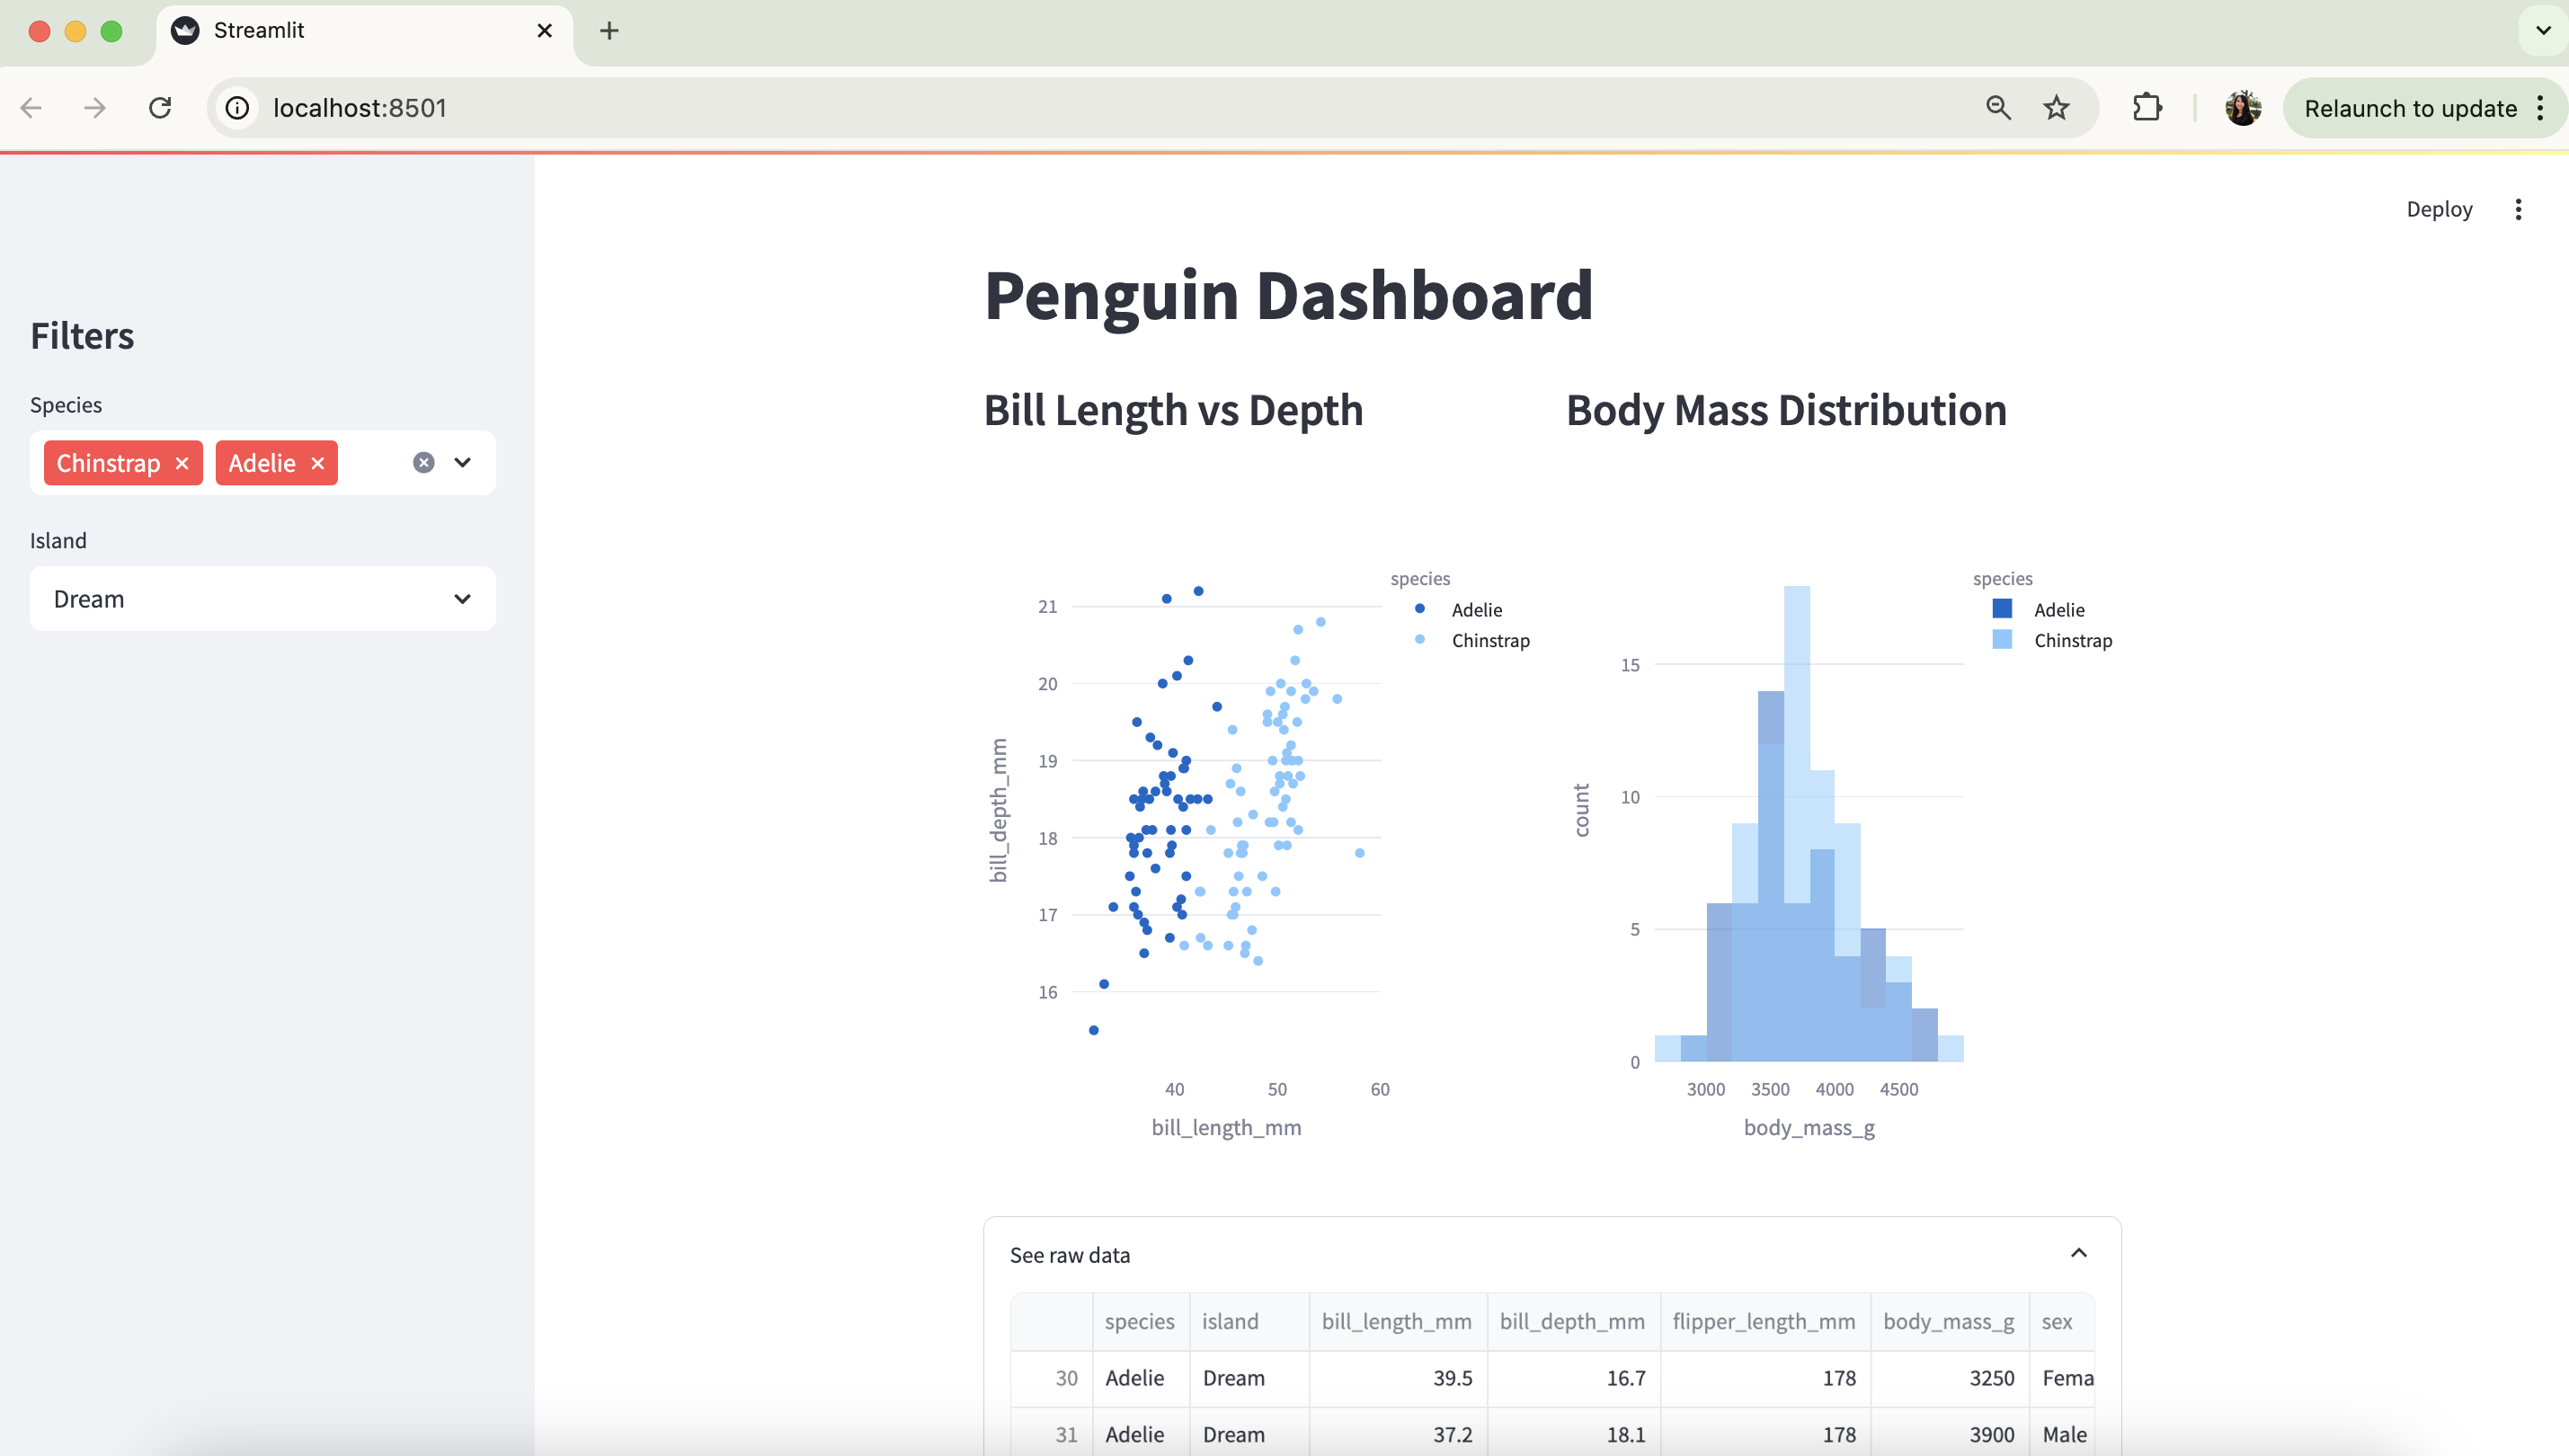 Streamlit
localhost:8501
Relaunch to update
Deploy
Filters
Species
Chinstrap
Adelie
Island
Dream
Penguin Dashboard
Bill Length vs Depth
species
Adelie
Chinstrap
21
20
19
18
17
16
bill_depth_mm
40 50 60
bill_length_mm
Body Mass Distribution
species
Adelie
Chinstrap
15
10
5
0
count
3000 3500 4000 4500
body_mass_g
See raw data
species island bill_length_mm bill_depth_mm flipper_length_mm body_mass_g sex
30 Adelie Dream 39.5 16.7 178 3250 Fema
31 Adelie Dream 37.2 18.1 178 3900 Male